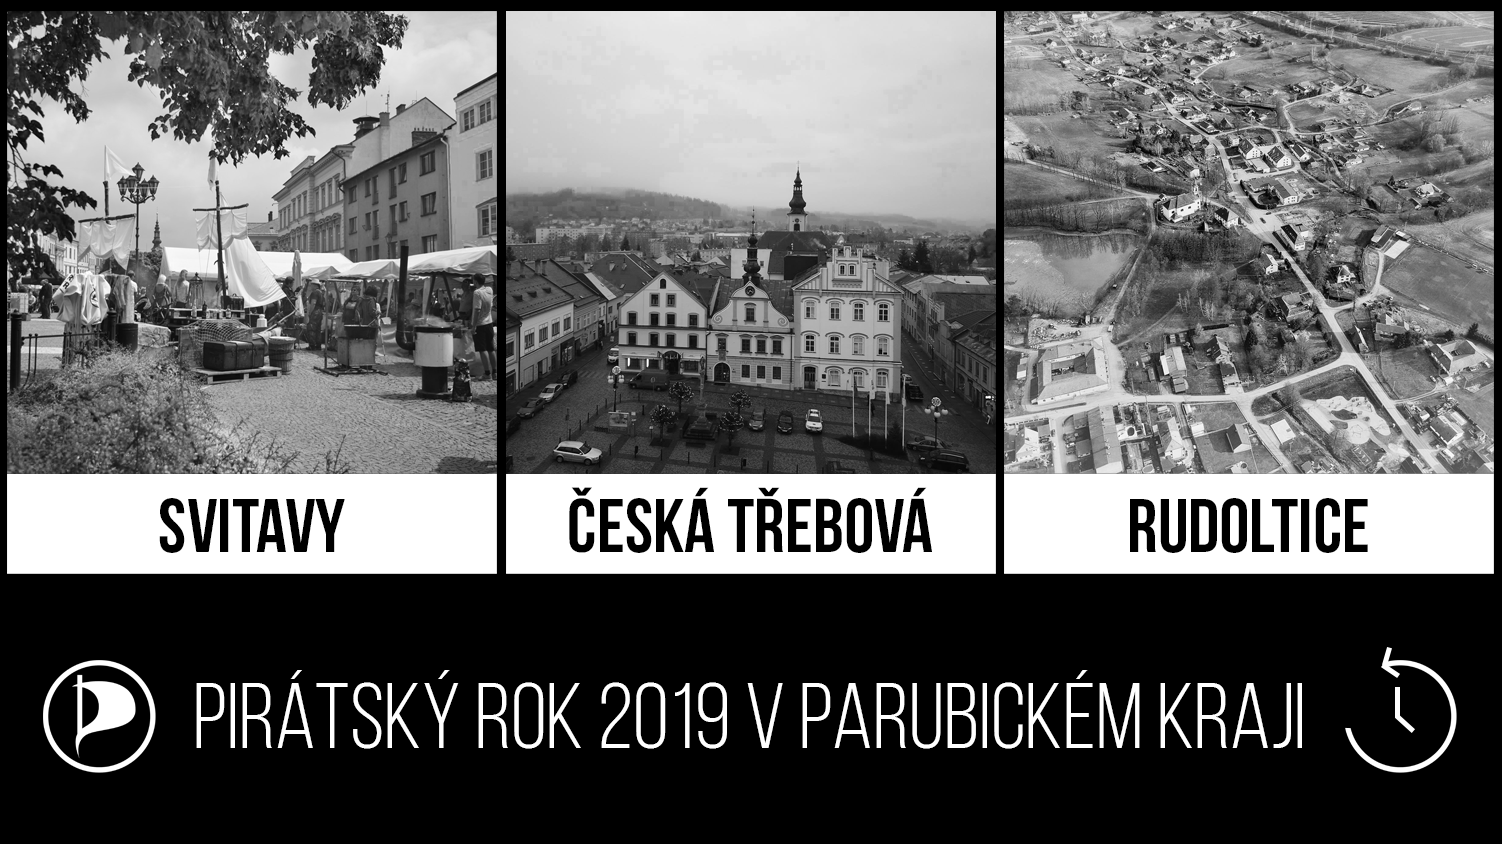 SVITAVY
ČESKÁ TŘEBOVÁ
RUDOLTICE
PIRÁTSKÝ ROK 2019 V PARUBICKÉM KRAJI